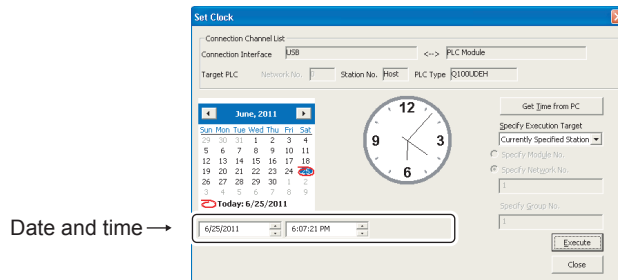 Set Clock
Connection Channel List
Connection Interface USB <--> PLC Module
Target PLC Network No. 0 Station No. Host PLC Type Q100UDEH
June, 2011
Sun Mon Tue Wed Thu Fri Sat
29 30 31 1 2 3 4
5 6 7 8 9 10 11
12 13 14 15 16 17 18
19 20 21 22 23 24 25
26 27 28 29 30 1 2
3 4 5 6 7 8 9
Today: 6/25/2011
12
9 3
6
Get Time from PC
Specify Execution Target
Currently Specified Station
Specify Module No.
Specify Network No.
1
Specify Group No.
1
Date and time
6/25/2011 6:07:21 PM
Execute
Close